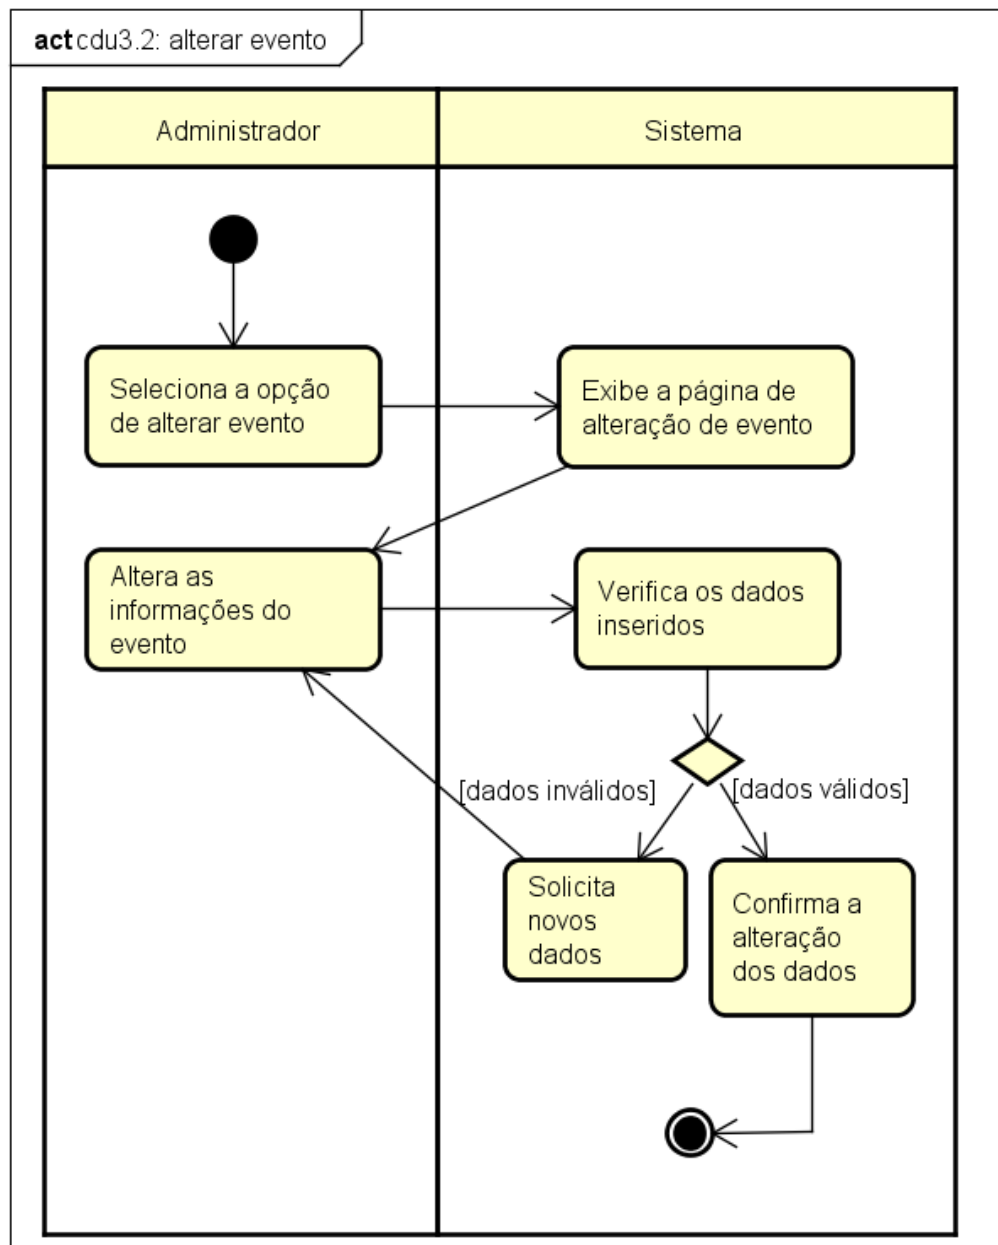 act cdu3.2: alterar evento
Administrador
Sistema
Seleciona a opção
de alterar evento
Exibe a página de
alteração de evento
Altera as
informações do
evento
Verifica os dados
inseridos
[dados inválidos]
[dados válidos]
Solicita
novos
dados
Confirma a
alteração
dos dados